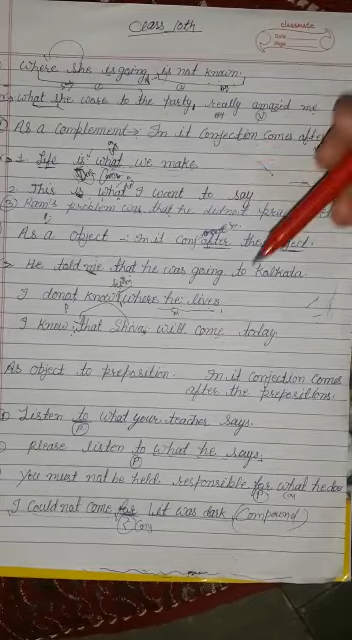 Class 10th
classmate
Date
Page
Where she is going is not known.
what she wore to the party, really amazed me
As a complement → In it conjection comes after
1. Life is what we make
2. This is what I want to say
(3) Ram's problem was that he did not
As a object -: In it conj after the
He told me that he was going to Kolkada.
I donot know where he lives.
I know that Shiva will come today.
As object to preposition. In it conjection comes
after the prepositions.
Listen to what your teacher says.
(P)
please listen to what he says.
(P)
You must not be held responsible for what he does
(P) Con
I could not come for it was dark (Compound)
Conj